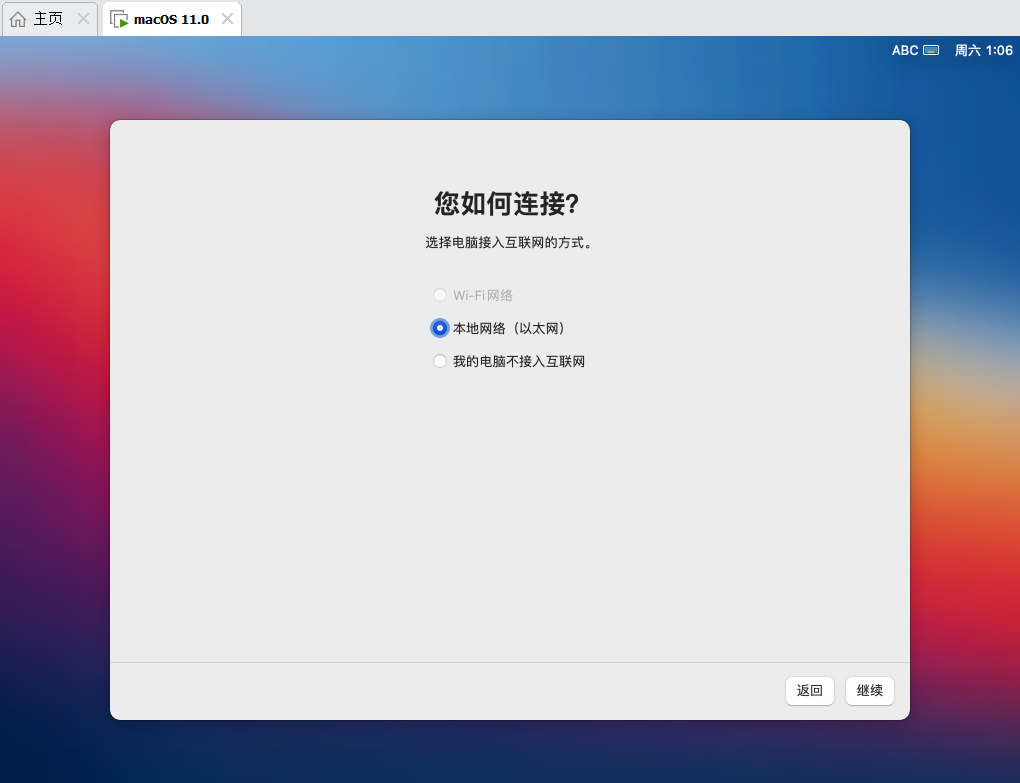 主页
macOS 11.0
ABC 周六 1:06
您如何连接?
选择电脑接入互联网的方式。
Wi-Fi网络
本地网络（以太网）
我的电脑不接入互联网
返回 继续